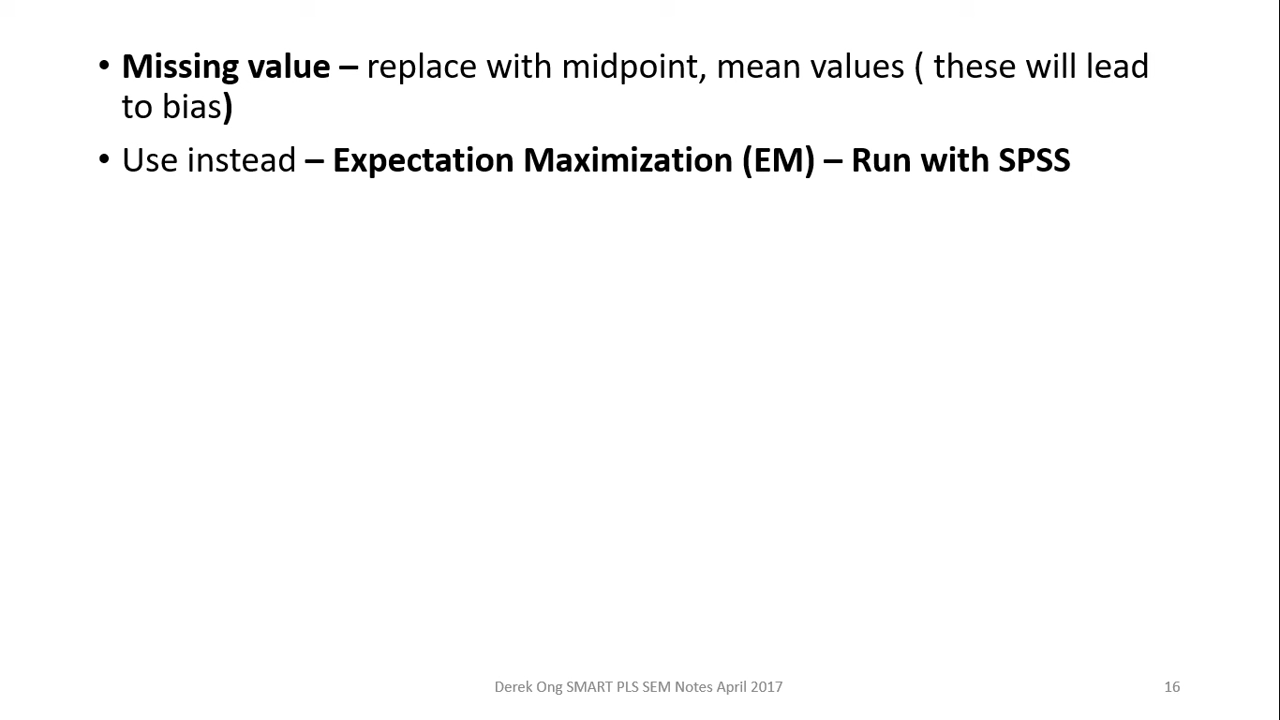 • Missing value – replace with midpoint, mean values ( these will lead
to bias)
• Use instead – Expectation Maximization (EM) – Run with SPSS
Derek Ong SMART PLS SEM Notes April 2017
16